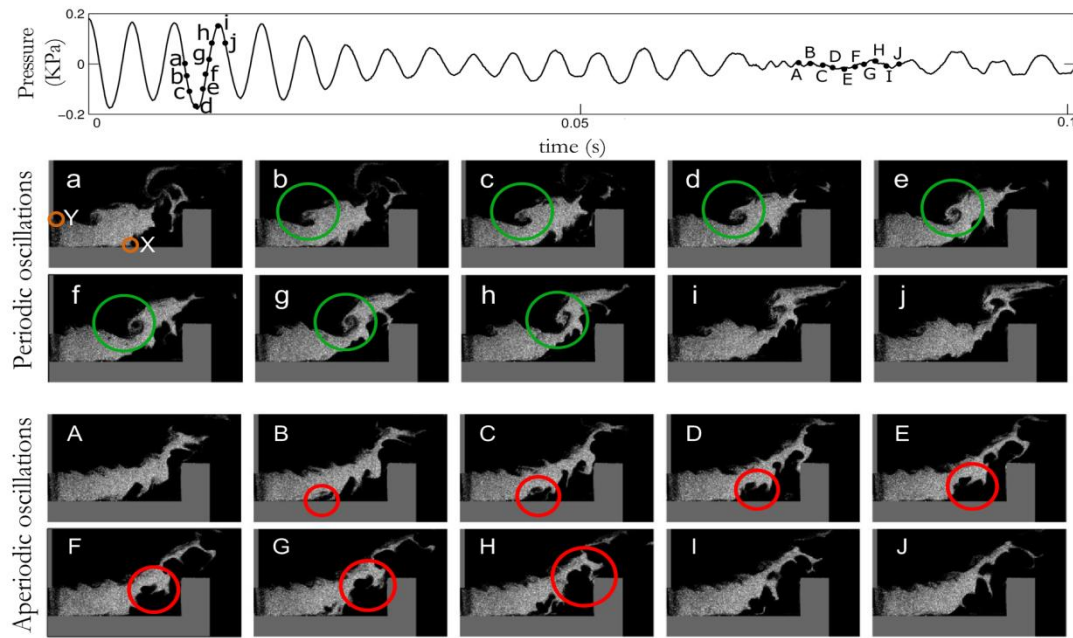 Pressure
(KPa)
0.2
0
-0.2
0
0.05
0.1
time (s)
a
b
c
d
e
f
g
h
i
j
A
B
C
D
E
F
G
H
I
J
Periodic oscillations
a
Y
X
b
c
d
e
f
g
h
i
j
Aperiodic oscillations
A
B
C
D
E
F
G
H
I
J